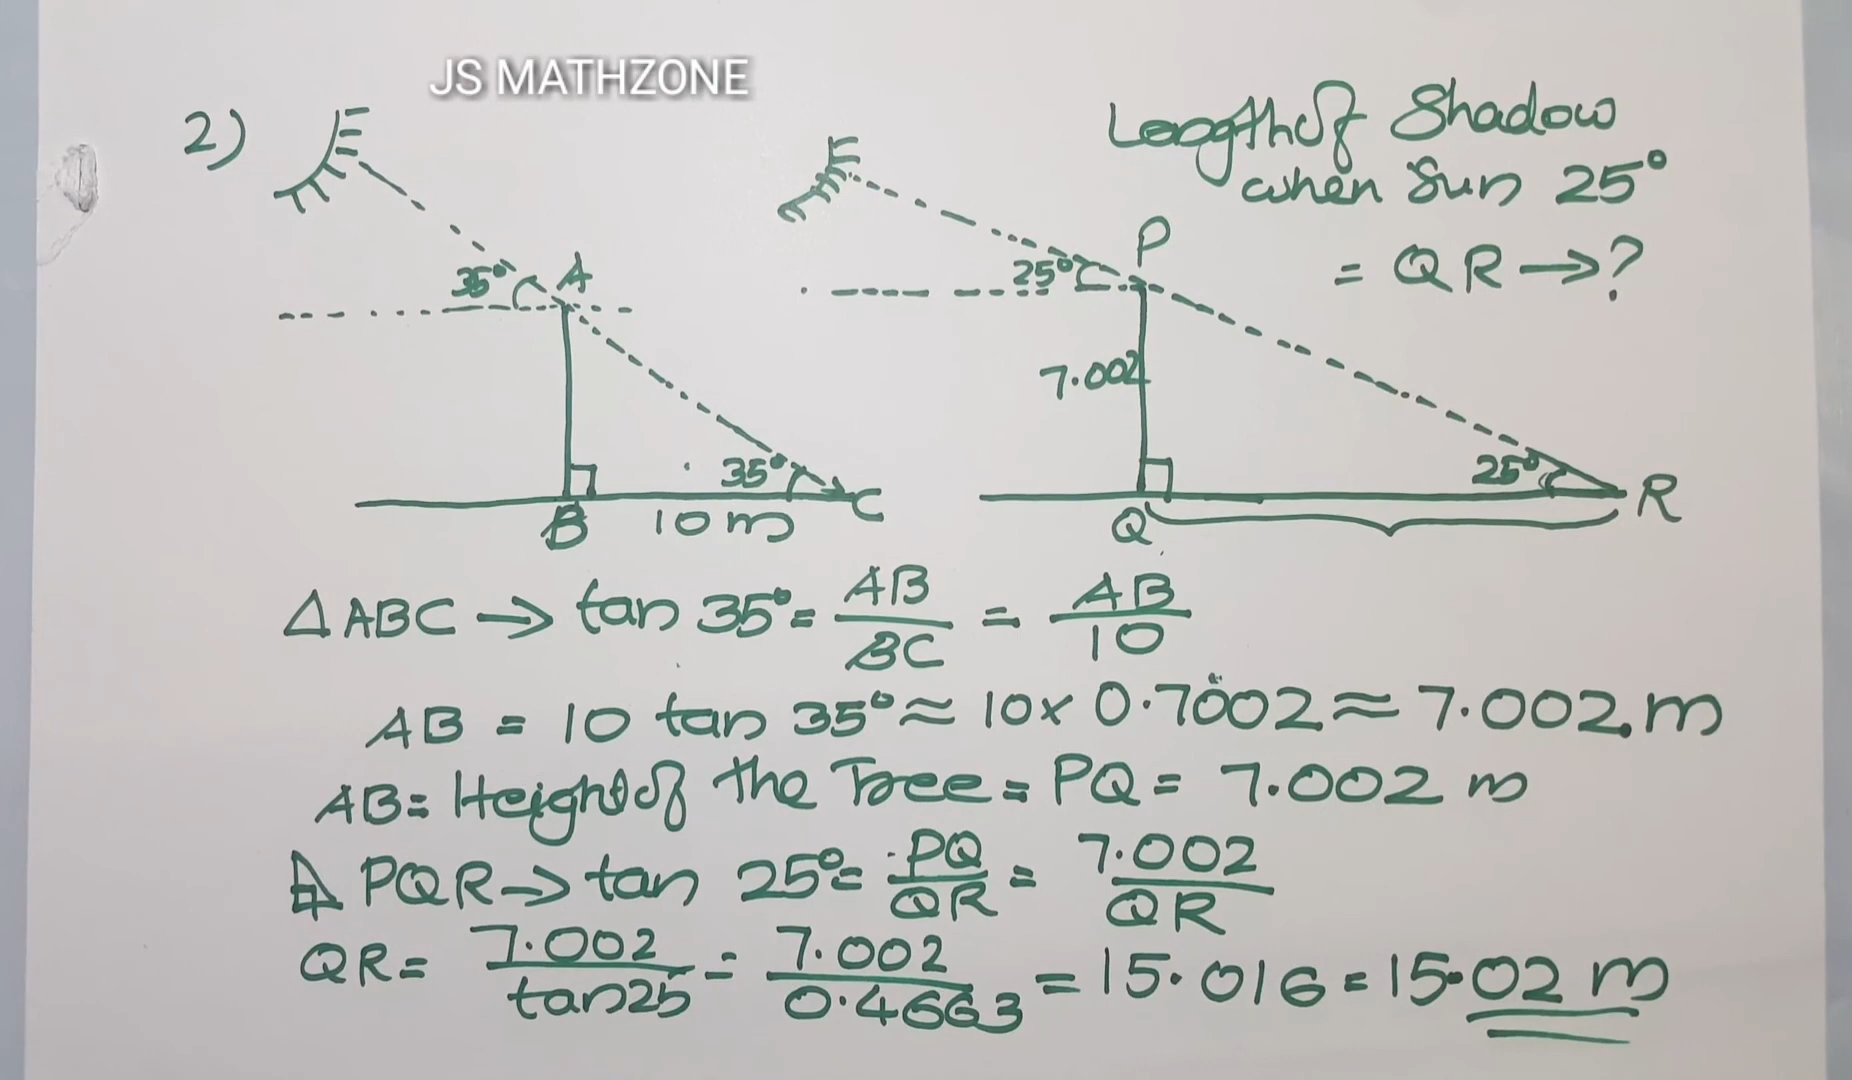 JS MATHZONE
2)
Length of Shadow
when Sun 25°
= QR → ?
35° A
35°
B 10 m C
25° P
7.002
25°
Q R
△ ABC → tan 35° = AB/BC = AB/10
AB = 10 tan 35° ≈ 10 x 0.7002 ≈ 7.002 m
AB = Height of the Tree = PQ = 7.002 m
PQR → tan 25° = PQ/QR = 7.002/QR
QR = 7.002/tan25 = 7.002/0.4663 = 15.016 = 15.02 m